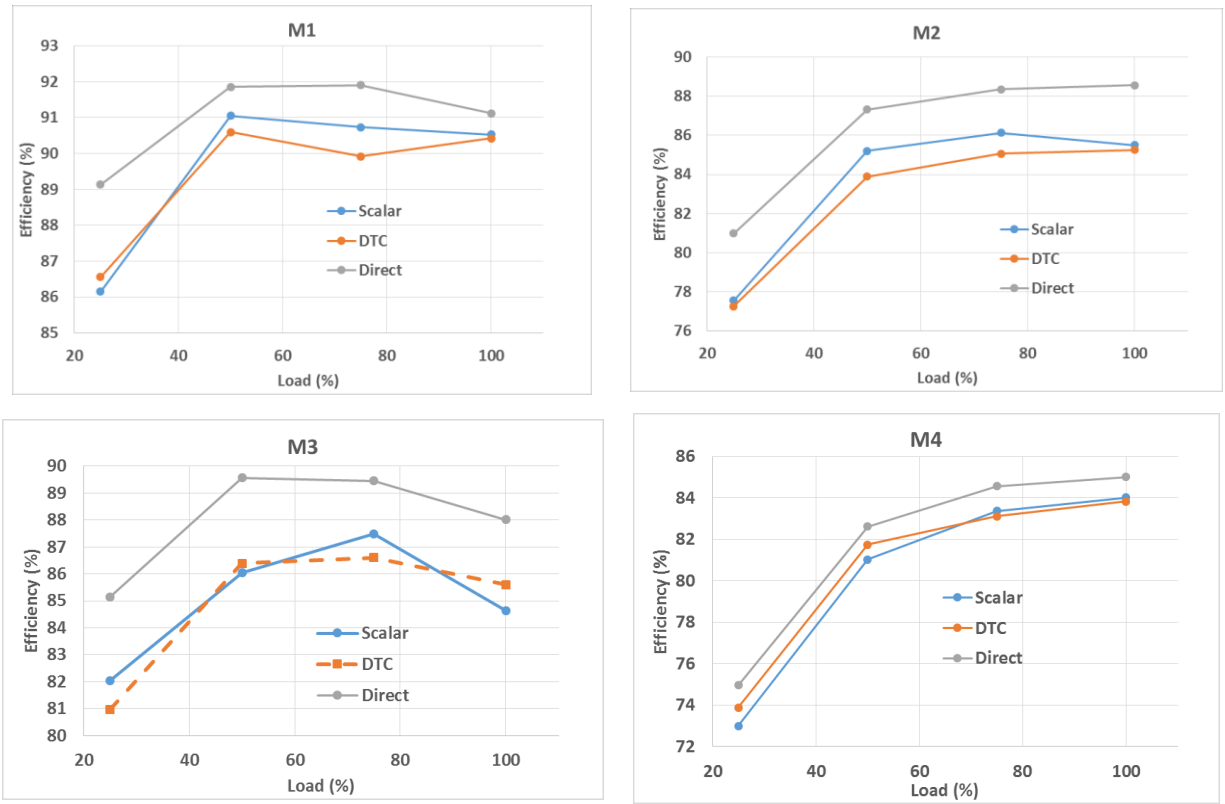 M1
93
92
91
90
89
88
87
86
85
Efficiency (%)
Scalar
DTC
Direct
20 40 60 80 100
Load (%)
M2
90
88
86
84
82
80
78
76
Efficiency (%)
Scalar
DTC
Direct
20 40 60 80 100
Load (%)
M3
90
89
88
87
86
85
84
83
82
81
80
Efficiency (%)
Scalar
DTC
Direct
20 40 60 80 100
Load (%)
M4
86
84
82
80
78
76
74
72
Efficiency (%)
Scalar
DTC
Direct
20 40 60 80 100
Load (%)